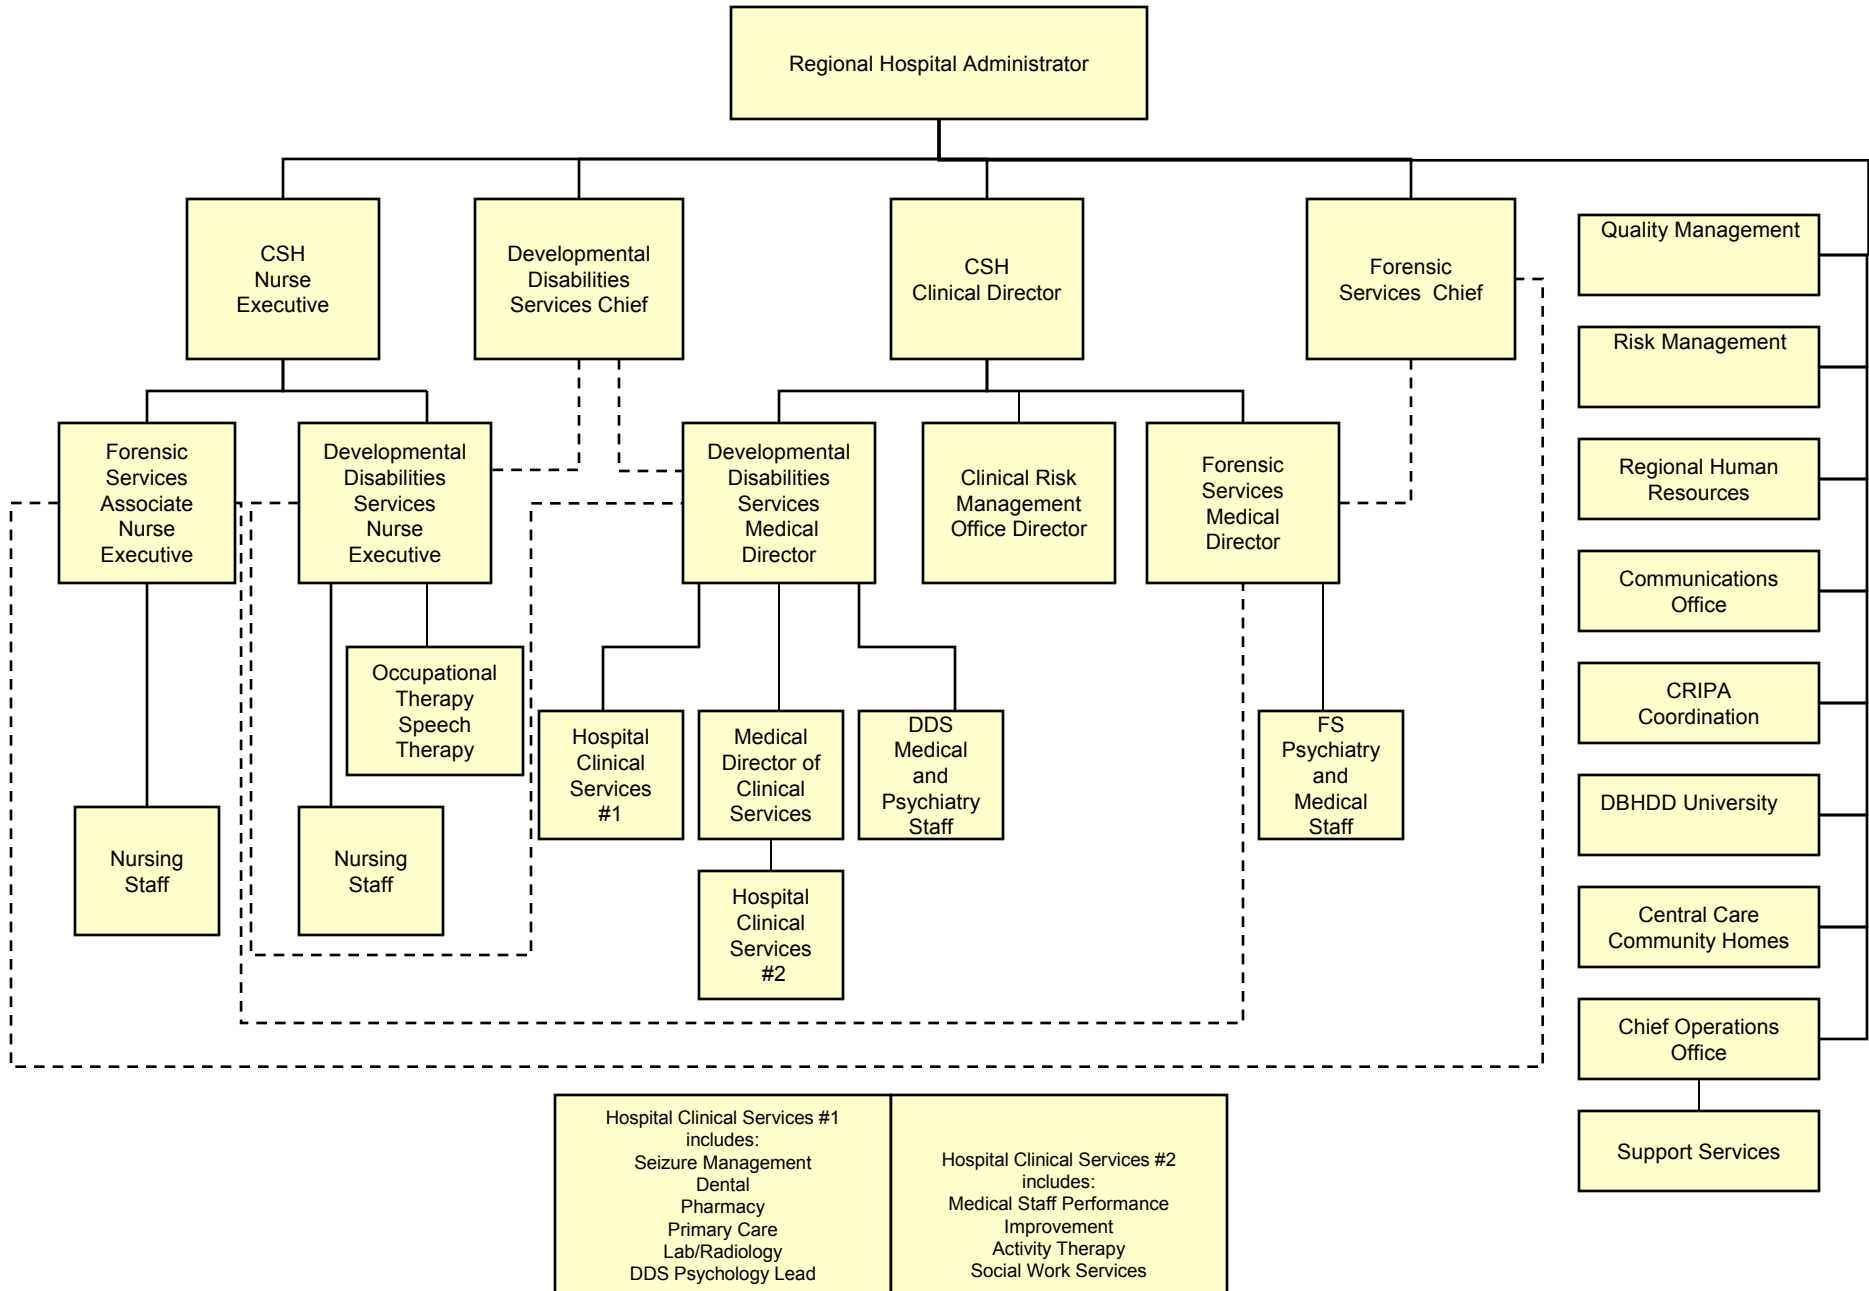 Regional Hospital Administrator
CSH
Nurse
Executive
Developmental
Disabilities
Services Chief
CSH
Clinical Director
Forensic
Services Chief
Quality Management
Risk Management
Regional Human
Resources
Communications
Office
CRIPA
Coordination
DBHDD University
Central Care
Community Homes
Chief Operations
Office
Support Services
Forensic
Services
Associate
Nurse
Executive
Developmental
Disabilities
Services
Nurse
Executive
Developmental
Disabilities
Services
Medical
Director
Clinical Risk
Management
Office Director
Forensic
Services
Medical
Director
Occupational
Therapy
Speech
Therapy
Hospital
Clinical
Services
#1
Medical
Director of
Clinical
Services
DDS
Medical
and
Psychiatry
Staff
FS
Psychiatry
and
Medical
Staff
Nursing
Staff
Nursing
Staff
Hospital
Clinical
Services
#2
Hospital Clinical Services #1
includes:
Seizure Management
Dental
Pharmacy
Primary Care
Lab/Radiology
DDS Psychology Lead
Hospital Clinical Services #2
includes:
Medical Staff Performance
Improvement
Activity Therapy
Social Work Services